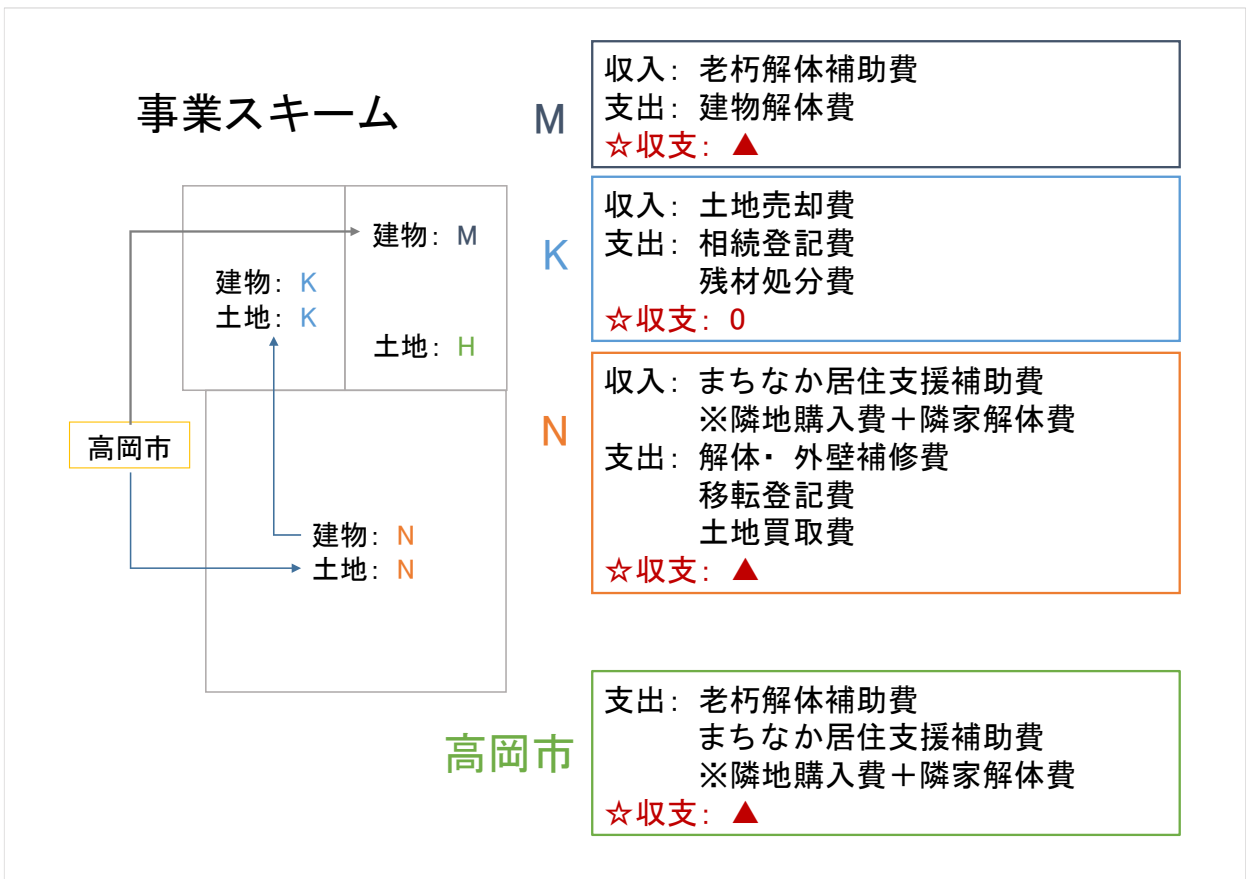 事業スキーム
建物: M
建物: K
土地: K
土地: H
高岡市
建物: N
土地: N
M
収入: 老朽解体補助費
支出: 建物解体費
☆収支: ▲
K
収入: 土地売却費
支出: 相続登記費
残材処分費
☆収支: 0
N
収入: まちなか居住支援補助費
※隣地購入費+隣家解体費
支出: 解体・ 外壁補修費
移転登記費
土地買取費
☆収支: ▲
高岡市
支出: 老朽解体補助費
まちなか居住支援補助費
※隣地購入費+隣家解体費
☆収支: ▲